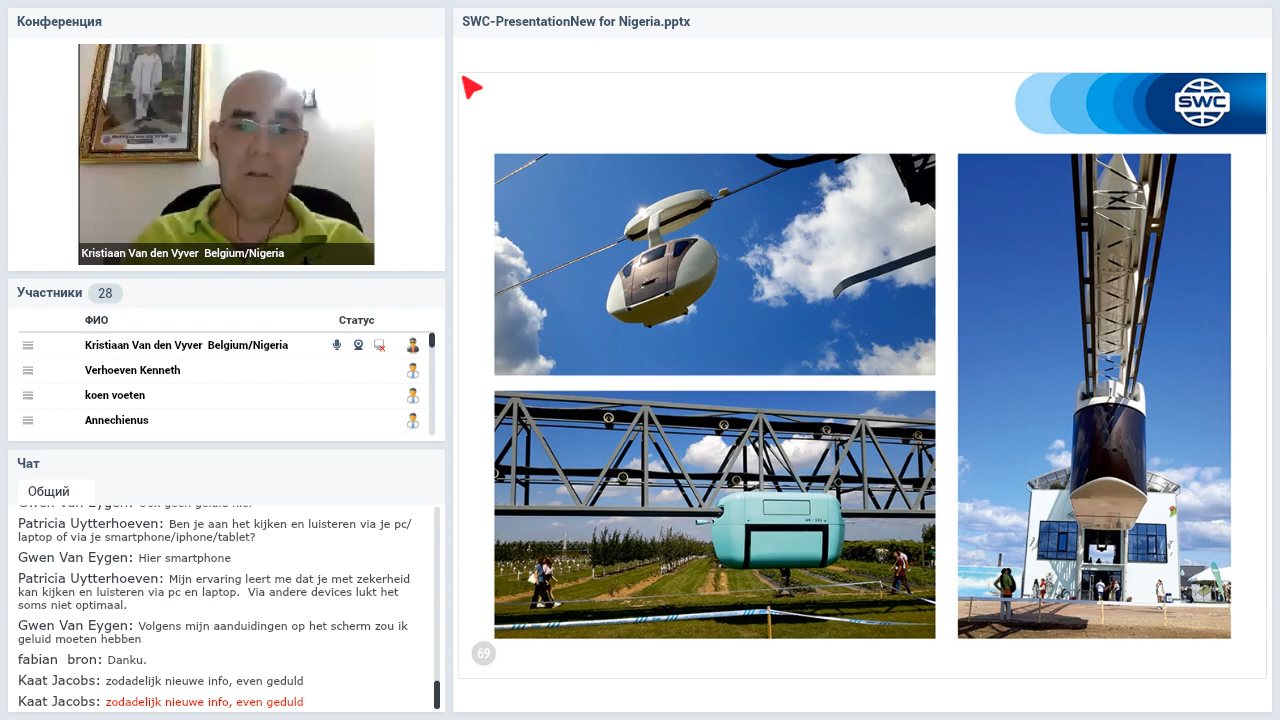 Конференция
Kristiaan Van den Vyver Belgium/Nigeria
Участники 28
ФИО Статус
Kristiaan Van den Vyver Belgium/Nigeria
Verhoeven Kenneth
koen voeten
Annechienus
Чат
Общий
Patricia Uytterhoeven: Ben je aan het kijken en luisteren via je pc/
laptop of via je smartphone/iphone/tablet?
Gwen Van Eygen: Hier smartphone
Patricia Uytterhoeven: Mijn ervaring leert me dat je met zekerheid
kan kijken en luisteren via pc en laptop. Via andere devices lukt het
soms niet optimaal.
Gwen Van Eygen: Volgens mijn aanduidingen op het scherm zou ik
geluid moeten hebben
fabian bron: Danku.
Kaat Jacobs: zodadelijk nieuwe info, even geduld
Kaat Jacobs: zodadelijk nieuwe info, even geduld
SWC-PresentationNew for Nigeria.pptx
SWC
69